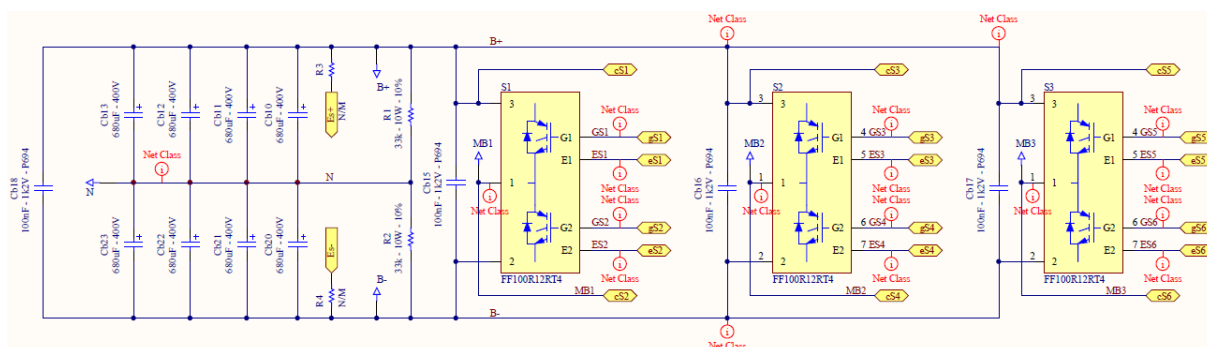 Net Class
Net Class
Net Class
B+
cS1
cS3
cS5
R3
B+
S1
S2
S3
Cb13
680uF - 400V
Cb12
680uF - 400V
Cb11
680uF - 400V
Cb10
680uF - 400V
Es+
N/M
R1
33k - 10W - 10%
3
G1
GS1
Net Class
gS1
E1
ES1
eS1
MB1
1
Net Class
Net Class
3
G1
4
GS3
Net Class
gS3
E1
5
ES3
eS3
MB2
1
Net Class
Net Class
3
G1
4
GS5
Net Class
gS5
E1
5
ES5
eS5
MB3
1
Net Class
Net Class
Net Class
N
N
Cb18
100nF - 1k2V - P694
Cb15
100nF - 1k2V - P694
Cb16
100nF - 1k2V - P694
Cb17
100nF - 1k2V - P694
Cb23
680uF - 400V
Cb22
680uF - 400V
Cb21
680uF - 400V
Cb20
680uF - 400V
Es-
R4
N/M
R2
33k - 10W - 10%
B-
G2
GS2
gS2
E2
ES2
eS2
2
Net Class
FF100R12RT4
MB1
cS2
G2
6
GS4
gS4
E2
7
ES4
eS4
2
Net Class
FF100R12RT4
MB2
cS4
G2
6
GS6
gS6
E2
7
ES6
eS6
2
Net Class
FF100R12RT4
MB3
cS6
B-
Net Class